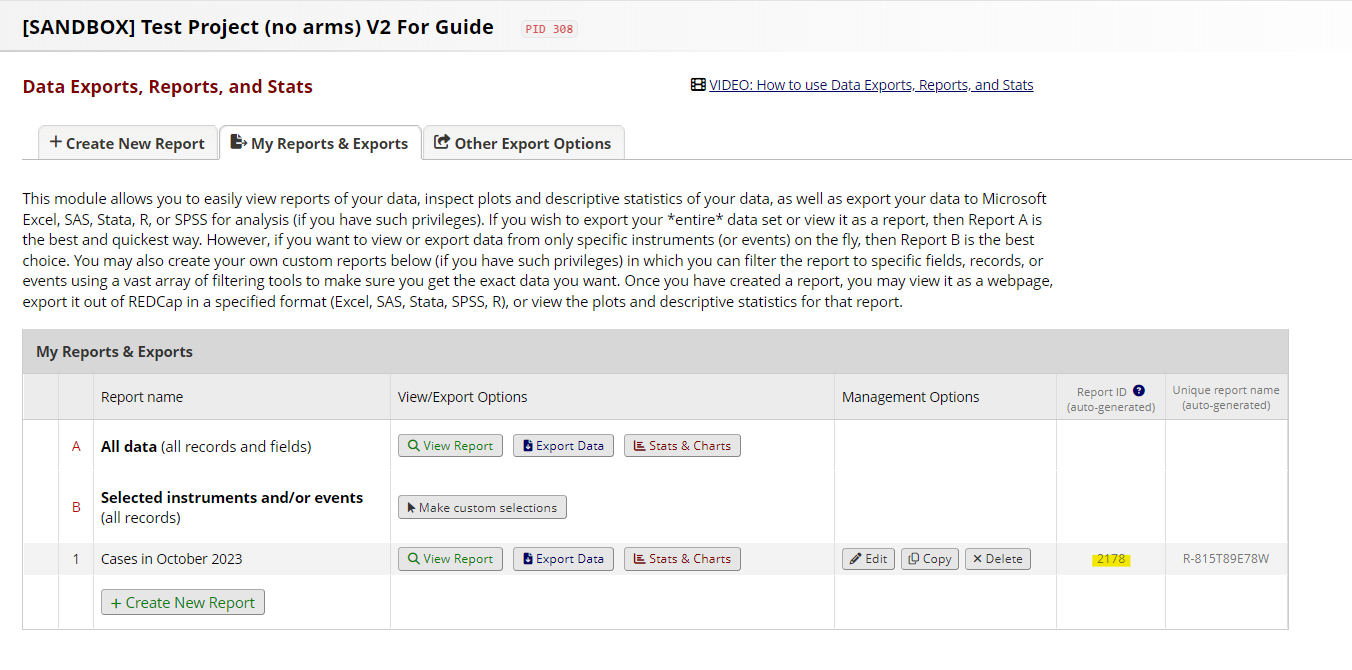 [SANDBOX] Test Project (no arms) V2 For Guide PID 308
Data Exports, Reports, and Stats
VIDEO: How to use Data Exports, Reports, and Stats
+ Create New Report
My Reports & Exports
Other Export Options
This module allows you to easily view reports of your data, inspect plots and descriptive statistics of your data, as well as export your data to Microsoft
Excel, SAS, Stata, R, or SPSS for analysis (if you have such privileges). If you wish to export your *entire* data set or view it as a report, then Report A is
the best and quickest way. However, if you want to view or export data from only specific instruments (or events) on the fly, then Report B is the best
choice. You may also create your own custom reports below (if you have such privileges) in which you can filter the report to specific fields, records, or
events using a vast array of filtering tools to make sure you get the exact data you want. Once you have created a report, you may view it as a webpage,
export it out of REDCap in a specified format (Excel, SAS, Stata, SPSS, R), or view the plots and descriptive statistics for that report.
My Reports & Exports
Report name
View/Export Options
Management Options
Report ID ?
(auto-generated)
Unique report name
(auto-generated)
A
All data (all records and fields)
View Report
Export Data
Stats & Charts
B
Selected instruments and/or events
(all records)
Make custom selections
1
Cases in October 2023
View Report
Export Data
Stats & Charts
Edit
Copy
× Delete
2178
R-815T89E78W
+ Create New Report